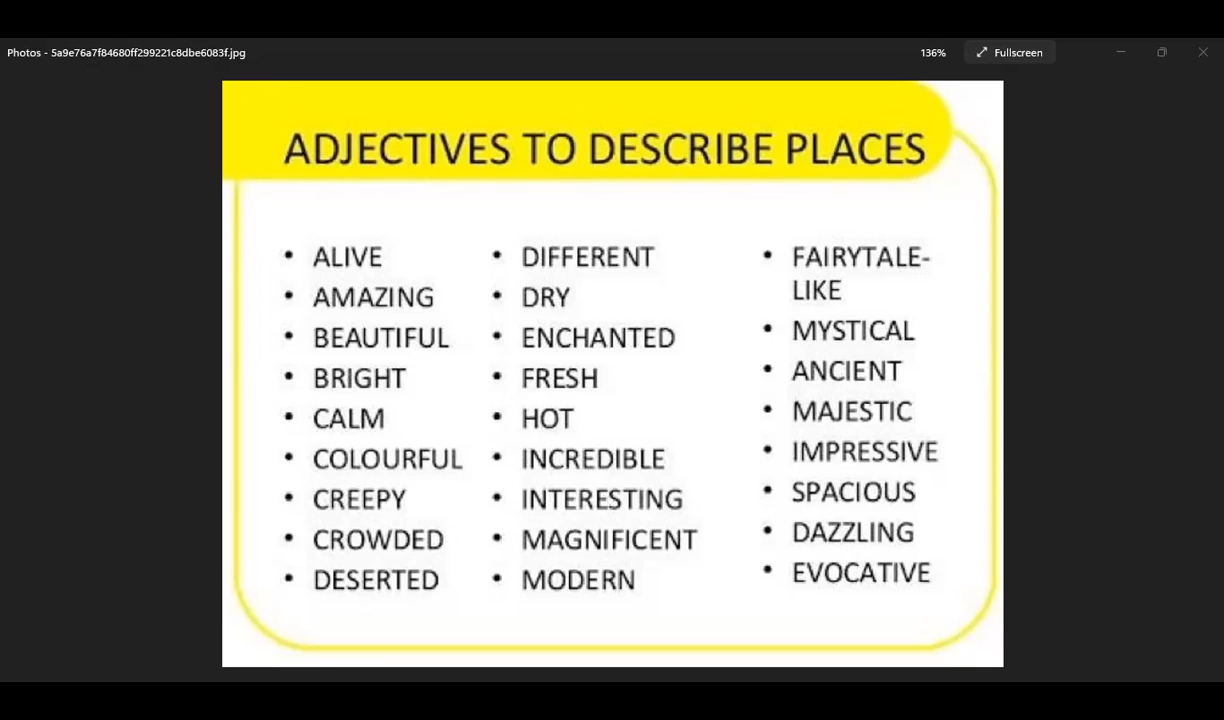 Photos - 5a9e76a7f84680ff299221c8dbe6083f.jpg
136%
Fullscreen
ADJECTIVES TO DESCRIBE PLACES
• ALIVE
• AMAZING
• BEAUTIFUL
• BRIGHT
• CALM
• COLOURFUL
• CREEPY
• CROWDED
• DESERTED
• DIFFERENT
• DRY
• ENCHANTED
• FRESH
• HOT
• INCREDIBLE
• INTERESTING
• MAGNIFICENT
• MODERN
• FAIRYTALE-
LIKE
• MYSTICAL
• ANCIENT
• MAJESTIC
• IMPRESSIVE
• SPACIOUS
• DAZZLING
• EVOCATIVE